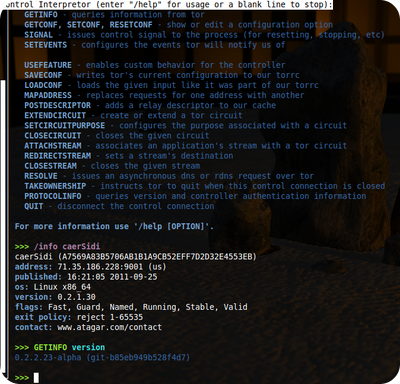 ontrol Interpretor (enter "/help" for usage or a blank line to stop):
GETINFO - queries information from tor
GETCONF, SETCONF, RESETCONF - show or edit a configuration option
SIGNAL - issues control signal to the process (for resetting, stopping, etc)
SETEVENTS - configures the events tor will notify us of
USEFEATURE - enables custom behavior for the controller
SAVECONF - writes tor's current configuration to our torrc
LOADCONF - loads the given input like it was part of our torrc
MAPADDRESS - replaces requests for one address with another
POSTDESCRIPTOR - adds a relay descriptor to our cache
EXTENDCIRCUIT - create or extend a tor circuit
SETCIRCUITPURPOSE - configures the purpose associated with a circuit
CLOSECIRCUIT - closes the given circuit
ATTACHSTREAM - associates an application's stream with a tor circuit
REDIRECTSTREAM - sets a stream's destination
CLOSESTREAM - closes the given stream
RESOLVE - issues an asynchronous dns or rdns request over tor
TAKEOWNERSHIP - instructs tor to quit when this control connection is closed
PROTOCOLINFO - queries version and controller authentication information
QUIT - disconnect the control connection
For more information use '/help [OPTION]'.
>>> /info caerSidi
caerSidi (A7569A83B5706AB1B1A9CB52EFF7D2D32E4553EB)
address: 71.35.186.228:9001 (us)
published: 16:21:05 2011-09-25
os: Linux x86_64
version: 0.2.1.30
flags: Fast, Guard, Named, Running, Stable, Valid
exit policy: reject 1-65535
contact: www.atagar.com/contact
>>> GETINFO version
0.2.2.23-alpha (git-b85eb949b528f4d7)
>>>